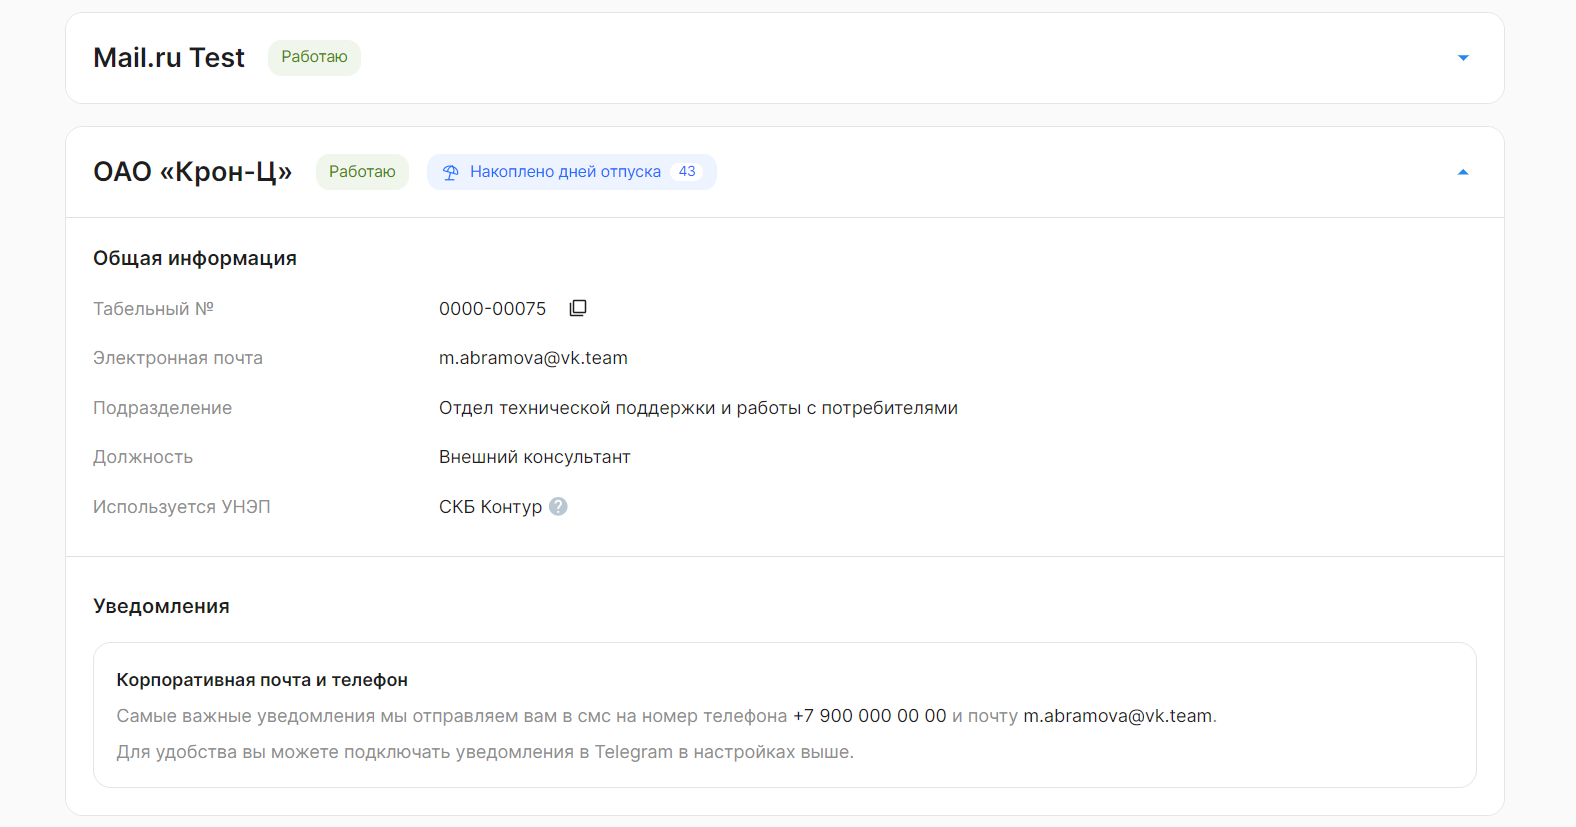 Mail.ru Test Работаю
ОАО «Крон-Ц» Работаю Накоплено дней отпуска 43
Общая информация
Табельный № 0000-00075
Электронная почта m.abramova@vk.team
Подразделение Отдел технической поддержки и работы с потребителями
Должность Внешний консультант
Используется УНЭП СКБ Контур ?
Уведомления
Корпоративная почта и телефон
Самые важные уведомления мы отправляем вам в смс на номер телефона +7 900 000 00 00 и почту m.abramova@vk.team.
Для удобства вы можете подключать уведомления в Telegram в настройках выше.